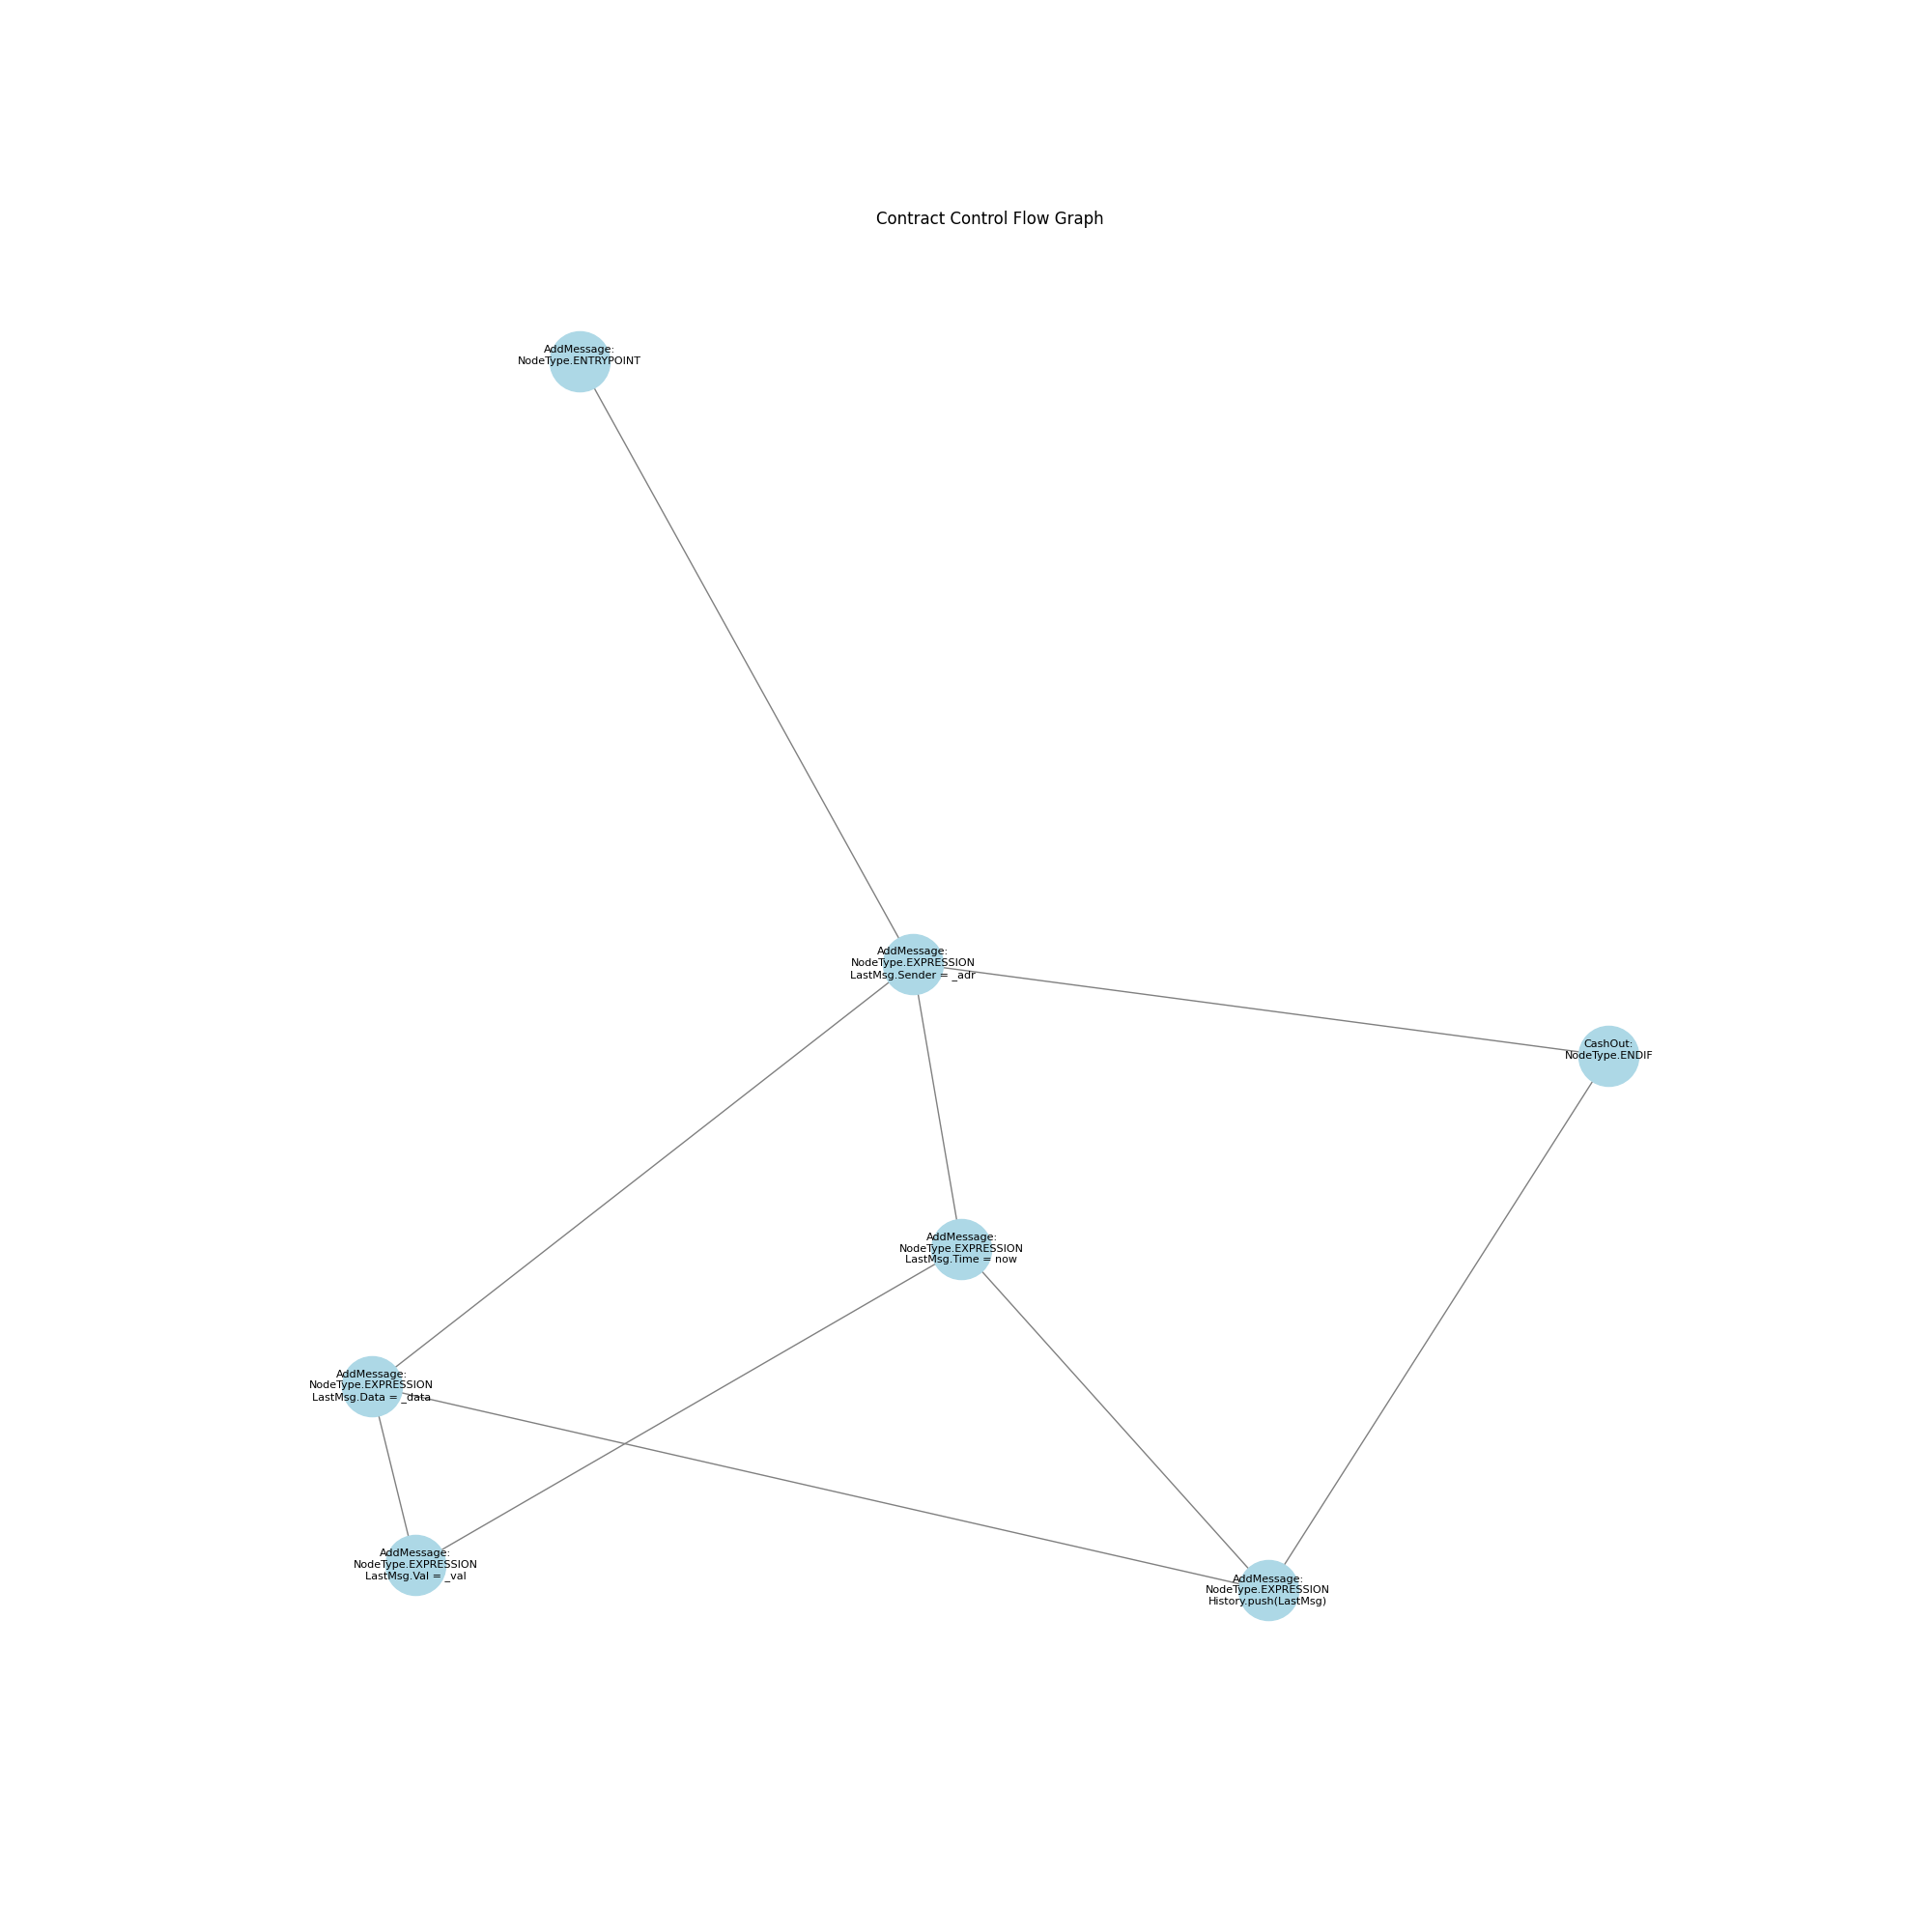 Contract Control Flow Graph
AddMessage:
NodeType.ENTRYPOINT
AddMessage:
NodeType.EXPRESSION
LastMsg.Sender = _adr
CashOut:
NodeType.ENDIF
AddMessage:
NodeType.EXPRESSION
LastMsg.Time = now
AddMessage:
NodeType.EXPRESSION
LastMsg.Data = _data
AddMessage:
NodeType.EXPRESSION
LastMsg.Val = _val
AddMessage:
NodeType.EXPRESSION
History.push(LastMsg)